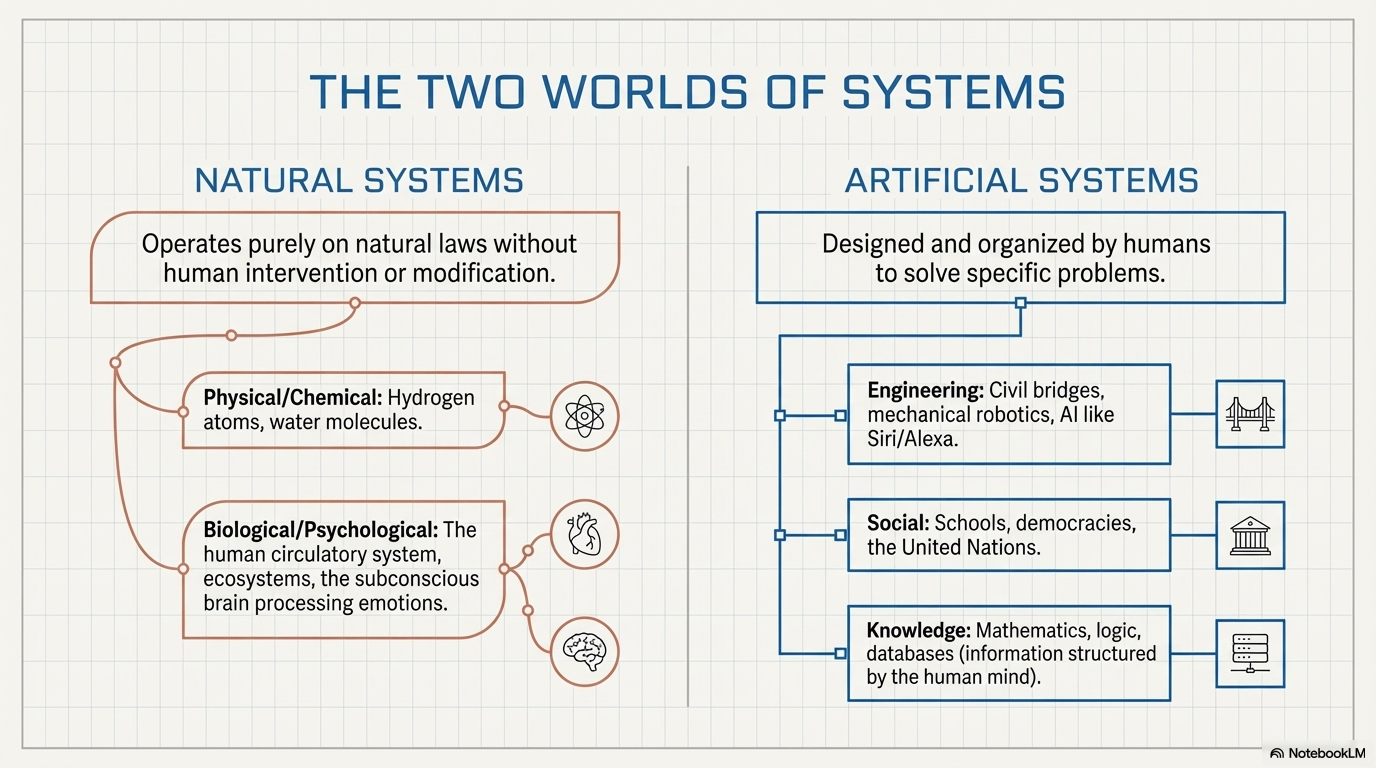 THE TWO WORLDS OF SYSTEMS
NATURAL SYSTEMS
Operates purely on natural laws without
human intervention or modification.
Physical/Chemical: Hydrogen
atoms, water molecules.
Biological/Psychological: The
human circulatory system,
ecosystems, the subconscious
brain processing emotions.
ARTIFICIAL SYSTEMS
Designed and organized by humans
to solve specific problems.
Engineering: Civil bridges,
mechanical robotics, AI like
Siri/Alexa.
Social: Schools, democracies,
the United Nations.
Knowledge: Mathematics, logic,
databases (information structured
by the human mind).
NotebookLM